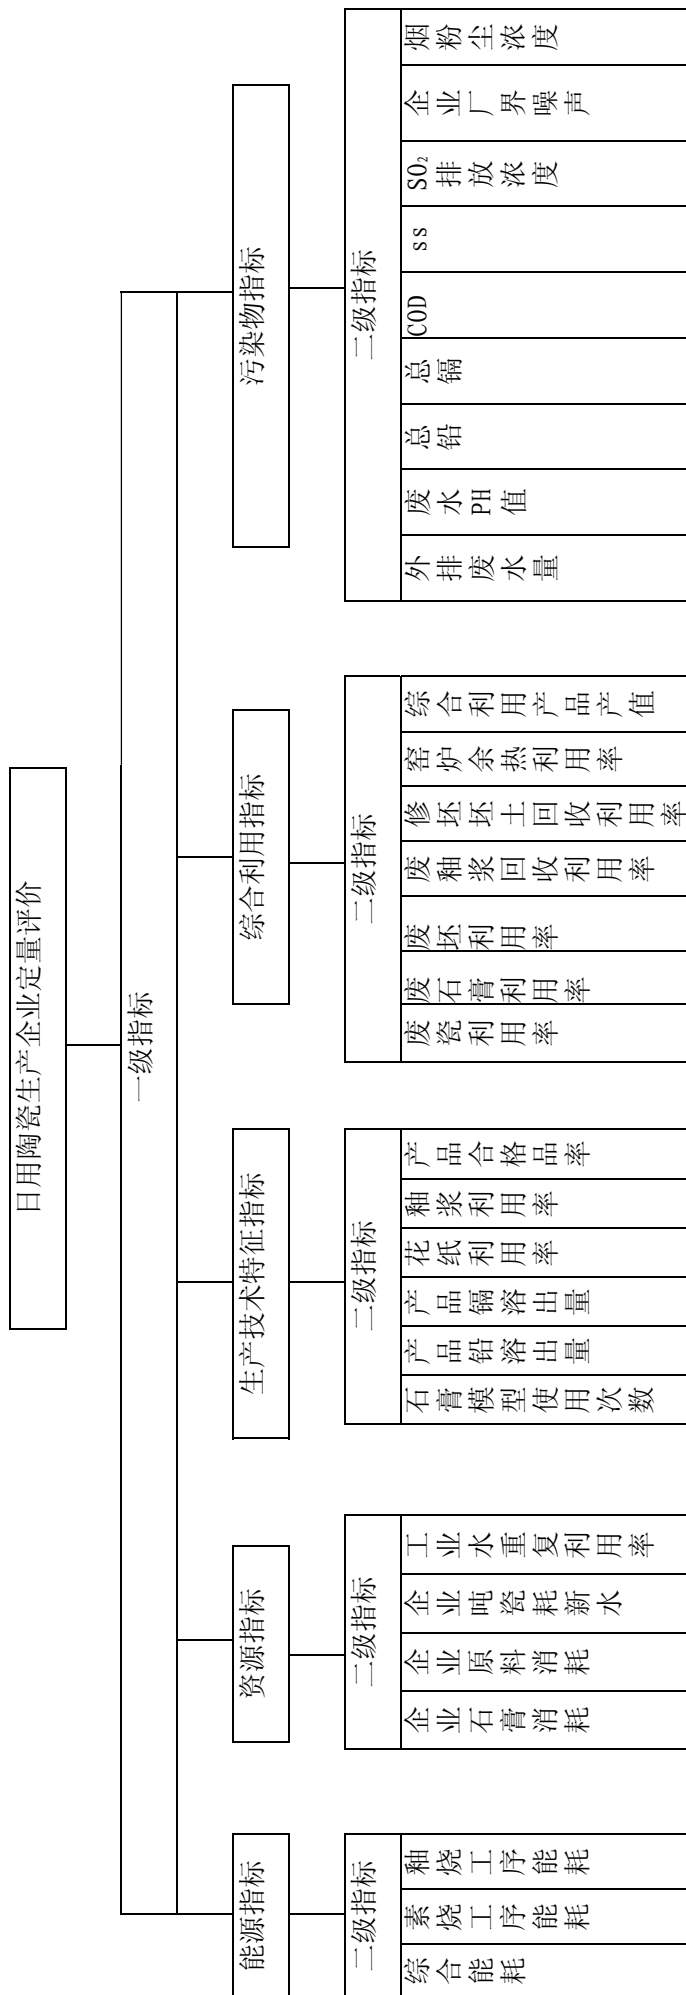 日用陶瓷生产企业定量评价
一级指标
能源指标
二级指标
综合能耗
素烧工序能耗
釉烧工序能耗
资源指标
二级指标
企业石膏消耗
企业原料消耗
企业吨瓷耗新水
工业水重复利用率
生产技术特征指标
二级指标
石膏模型使用次数
产品铅溶出量
产品镉溶出量
花纸利用率
釉浆利用率
产品合格品率
综合利用指标
二级指标
废瓷利用率
废石膏利用率
废坯利用率
废釉浆回收利用率
修坯坯土回收利用率
窑炉余热利用率
综合利用产品产值
污染物指标
二级指标
外排废水量
废水PH值
总铅
总镉
COD
ss
SO₂排放浓度
企业厂界噪声
烟粉尘浓度